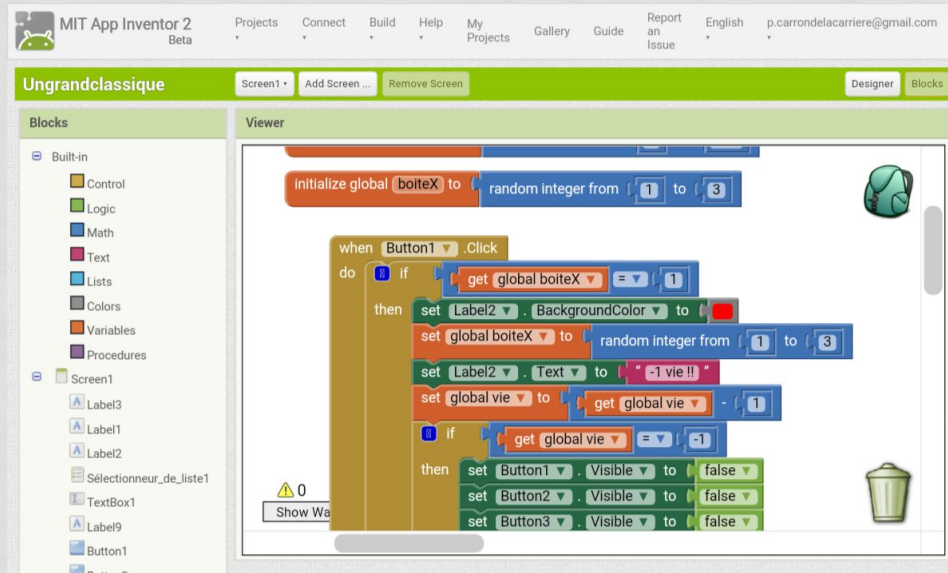 MIT App Inventor 2
Beta
Projects Connect Build Help My Projects Gallery Guide Report an Issue English p.carrondelacarriere@gmail.com
Ungrandclassique Screen1 Add Screen ... Remove Screen Designer Blocks
Blocks Viewer
Built-in
Control
Logic
Math
Text
Lists
Colors
Variables
Procedures
Screen1
Label3
Label1
Label2
Sélectionneur_de_liste1
TextBox1
Label9
Button1
initialize global boiteX to random integer from 1 to 3
when Button1 .Click
do if get global boiteX = 1
then set Label2 . BackgroundColor to
set global boiteX to random integer from 1 to 3
set Label2 . Text to " -1 vie !! "
set global vie to get global vie - 1
if get global vie = -1
then set Button1 . Visible to false
set Button2 . Visible to false
set Button3 . Visible to false
0
Show Wa